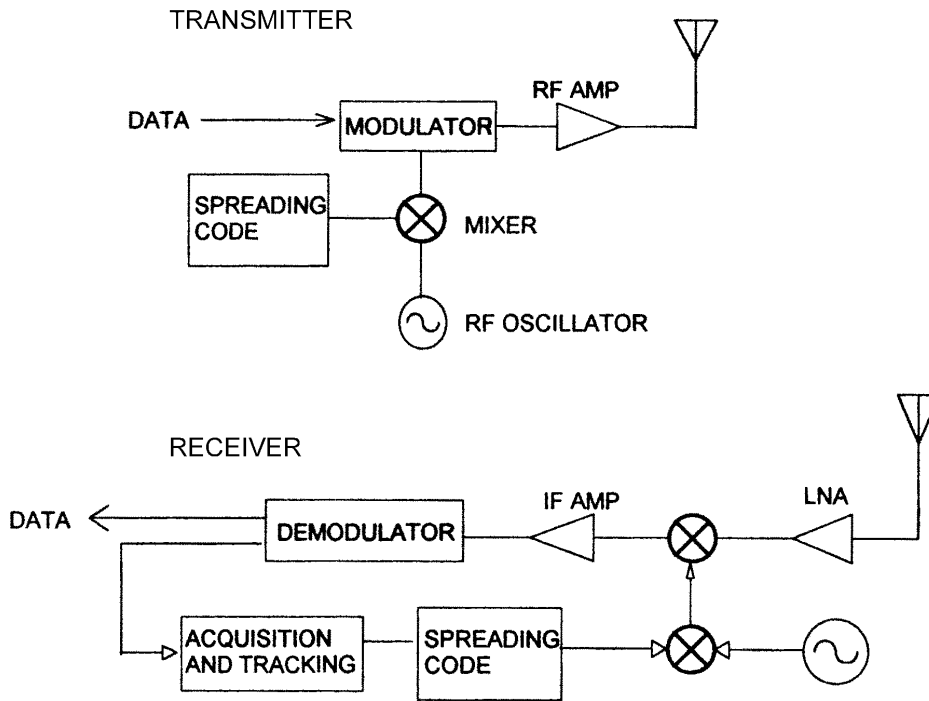 TRANSMITTER
RF AMP
DATA
MODULATOR
SPREADING
CODE
MIXER
RF OSCILLATOR
RECEIVER
LNA
IF AMP
DATA
DEMODULATOR
ACQUISITION
AND TRACKING
SPREADING
CODE